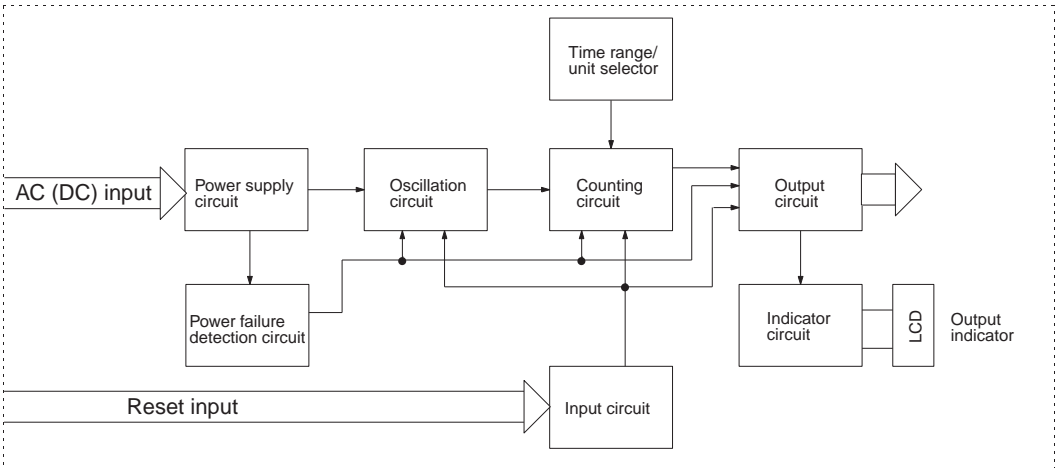 Time range/
unit selector
AC (DC) input
Power supply
circuit
Oscillation
circuit
Counting
circuit
Output
circuit
Power failure
detection circuit
Indicator
circuit
LCD
Output
indicator
Reset input
Input circuit